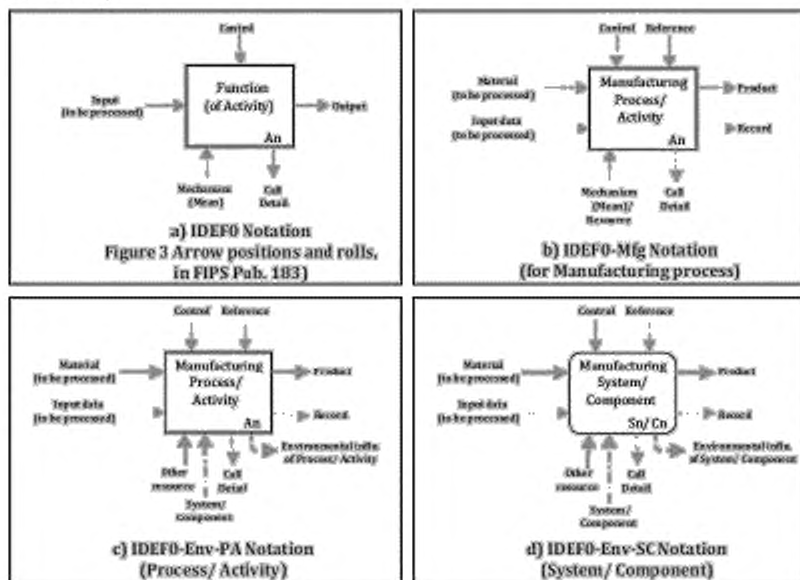 Control
Function
(of Activity)
Input
(to be processed)
Output
An
Mechanism
(Mean)
Call
Detail
a) IDEF0 Notation
Figure 3 Arrow positions and rolls,
in FIPS Pub. 183)
Control Reference
Material
(to be processed)
Manufacturing
Process/
Activity
Product
Input data
(to be processed)
Record
An
Mechanism
(Mean)/
Resource
Call
Detail
b) IDEF0-Mfg Notation
(for Manufacturing process)
Control Reference
Material
(to be processed)
Manufacturing
Process/
Activity
Product
Input data
(to be processed)
Record
An
Environmental Influ.
of Process/ Activity
Other
resource
Call
Detail
System/
Component
c) IDEF0-Env-PA Notation
(Process/ Activity)
Control Reference
Material
(to be processed)
Manufacturing
System/
Component
Product
Input data
(to be processed)
Record
Sn/ Cn
Environmental Influ.
of System/ Component
Other
resource
Call
Detail
System/
Component
d) IDEF0-Env-SC Notation
(System/ Component)